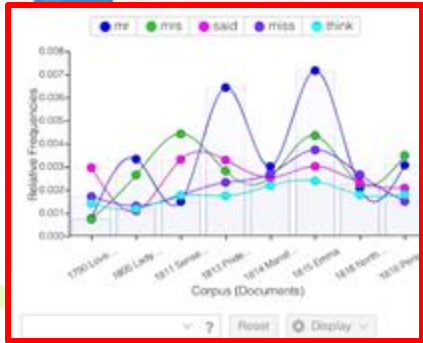 mr mrs said miss think
0.008
0.007
0.006
0.005
0.004
0.003
0.002
0.001
0.000
Relative Frequencies
1790 Love... 1805 Lady... 1811 Sense... 1813 Pride... 1814 Mansf... 1815 Emma 1818 North... 1818 Pers...
Corpus (Documents)
? Reset Display